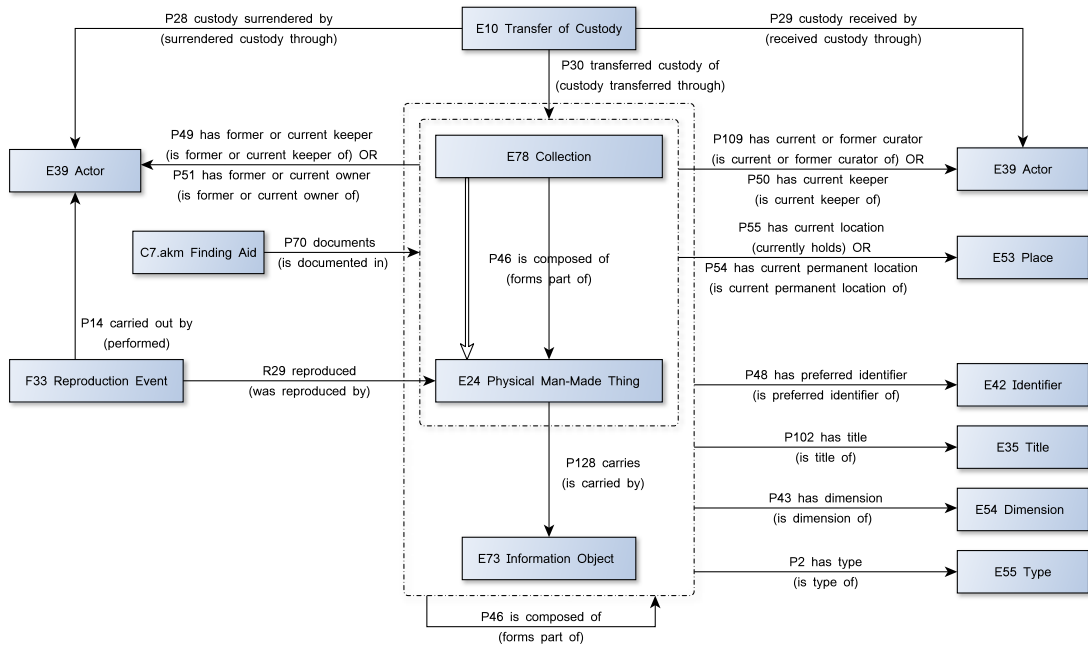 P28 custody surrendered by
(surrendered custody through)
E10 Transfer of Custody
P29 custody received by
(received custody through)
P30 transferred custody of
(custody transferred through)
P49 has former or current keeper
(is former or current keeper of) OR
P51 has former or current owner
(is former or current owner of)
E39 Actor
E78 Collection
P109 has current or former curator
(is current or former curator of) OR
P50 has current keeper
(is current keeper of)
E39 Actor
C7.akm Finding Aid
P70 documents
(is documented in)
P46 is composed of
(forms part of)
P55 has current location
(currently holds) OR
P54 has current permanent location
(is current permanent location of)
E53 Place
P14 carried out by
(performed)
F33 Reproduction Event
R29 reproduced
(was reproduced by)
E24 Physical Man-Made Thing
P48 has preferred identifier
(is preferred identifier of)
E42 Identifier
P102 has title
(is title of)
E35 Title
P128 carries
(is carried by)
P43 has dimension
(is dimension of)
E54 Dimension
E73 Information Object
P2 has type
(is type of)
E55 Type
P46 is composed of
(forms part of)